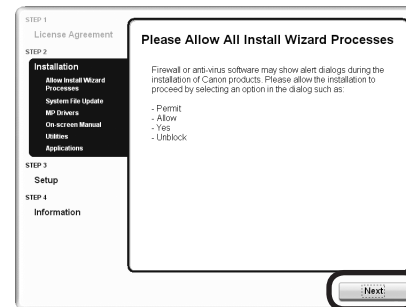 STEP 1
License Agreement
STEP 2
Installation
Allow Install Wizard
Processes
System File Update
MP Drivers
On-screen Manual
Utilities
Applications
STEP 3
Setup
STEP 4
Information
Please Allow All Install Wizard Processes
Firewall or anti-virus software may show alert dialogs during the
installation of Canon products. Please allow the installation to
proceed by selecting an option in the dialog such as:
- Permit
- Allow
- Yes
- Unblock
Next